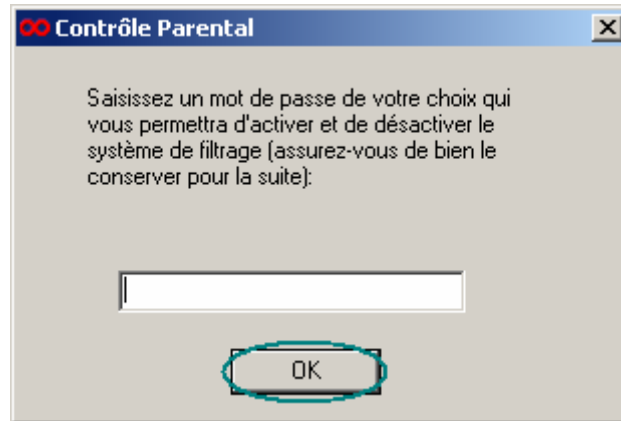 Contrôle Parental
Saisissez un mot de passe de votre choix qui
vous permettra d'activer et de désactiver le
système de filtrage (assurez-vous de bien le
conserver pour la suite):
OK